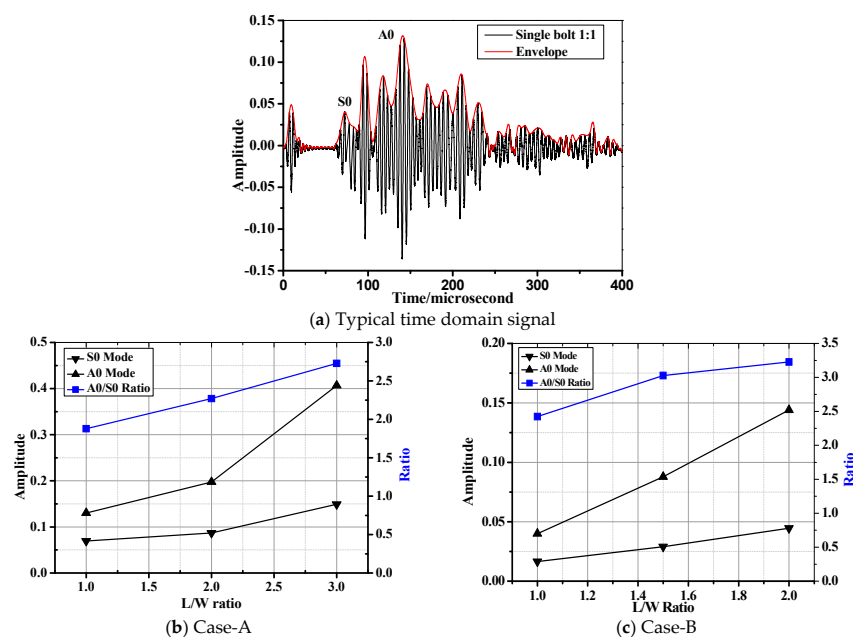 A0
S0
Single bolt 1:1
Envelope
Amplitude
0.15
0.10
0.05
0.00
-0.05
-0.10
-0.15
0 100 200 300 400
Time/microsecond
(a) Typical time domain signal
S0 Mode
A0 Mode
A0/S0 Ratio
Amplitude
0.5
0.4
0.3
0.2
0.1
0.0
3.0
2.5
2.0
1.5
1.0
0.5
0.0
Ratio
1.0 1.5 2.0 2.5 3.0
L/W ratio
(b) Case-A
S0 Mode
A0 Mode
A0/S0 Ratio
Amplitude
0.20
0.15
0.10
0.05
0.00
3.5
3.0
2.5
2.0
1.5
1.0
0.5
0.0
Ratio
1.0 1.2 1.4 1.6 1.8 2.0
L/W Ratio
(c) Case-B